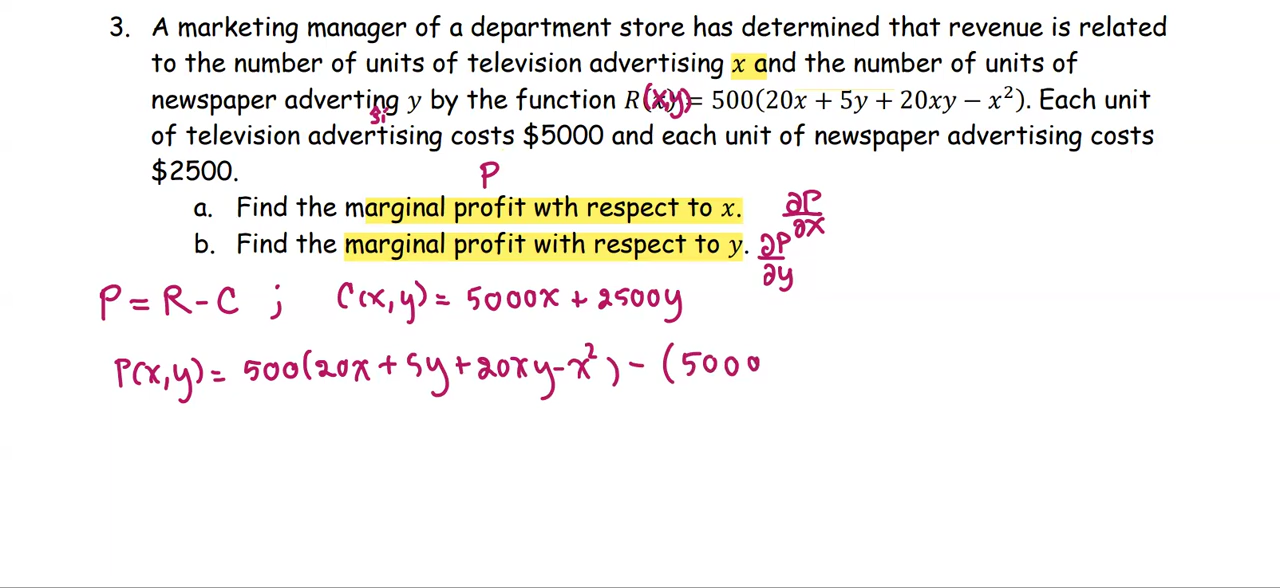 3. A marketing manager of a department store has determined that revenue is related
to the number of units of television advertising x and the number of units of
newspaper adverting y by the function R(x,y)= 500(20x + 5y + 20xy − x²). Each unit
si
of television advertising costs $5000 and each unit of newspaper advertising costs
$2500.
P
a. Find the marginal profit wth respect to x. ∂P/∂x
b. Find the marginal profit with respect to y. ∂P/∂y
P = R - C ; C(x,y) = 5000x + 2500y
P(x,y) = 500(20x + 5y + 20xy - x²) - (5000